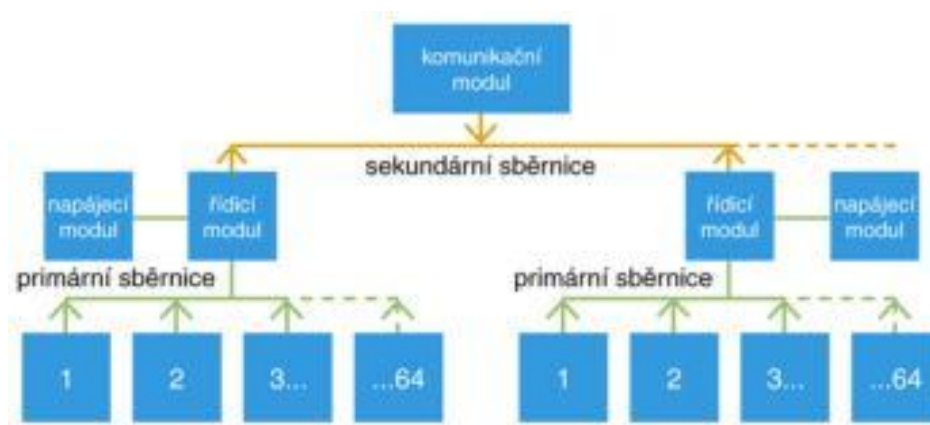 komunikační
modul
sekundární sběrnice
napájecí
modul
řídicí
modul
řídicí
modul
napájecí
modul
primární sběrnice
primární sběrnice
1
2
3...
...64
1
2
3...
...64